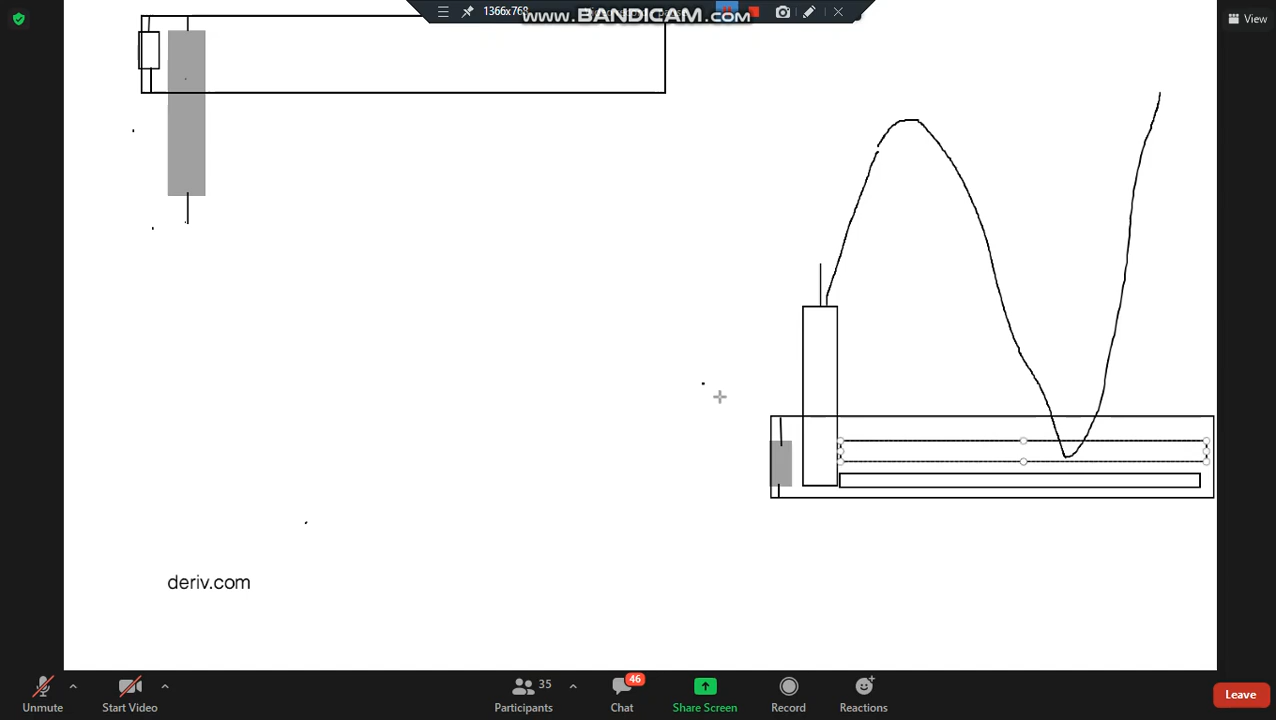 1366x768
www.BANDICAM.com
View
deriv.com
35
46
Unmute
Start Video
Participants
Chat
Share Screen
Record
Reactions
Leave